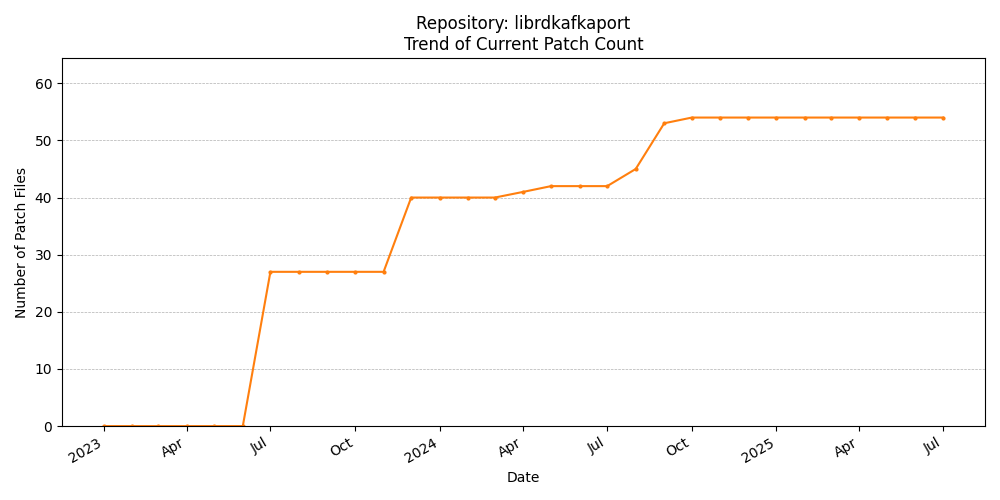 Repository: librdkafkaport
Trend of Current Patch Count
Number of Patch Files
60
50
40
30
20
10
0
2023
Apr
Jul
Oct
2024
Apr
Jul
Oct
2025
Apr
Jul
Date